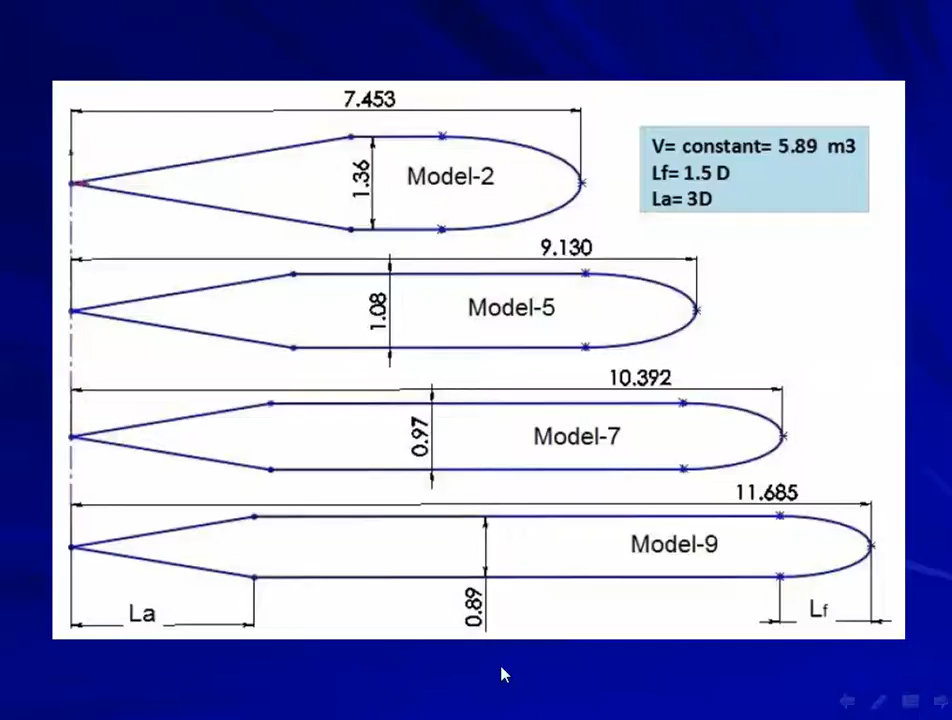 7.453
1.36
Model-2
V= constant= 5.89 m3
Lf= 1.5 D
La= 3D
9.130
1.08
Model-5
10.392
0.97
Model-7
11.685
Model-9
0.89
La
Lf